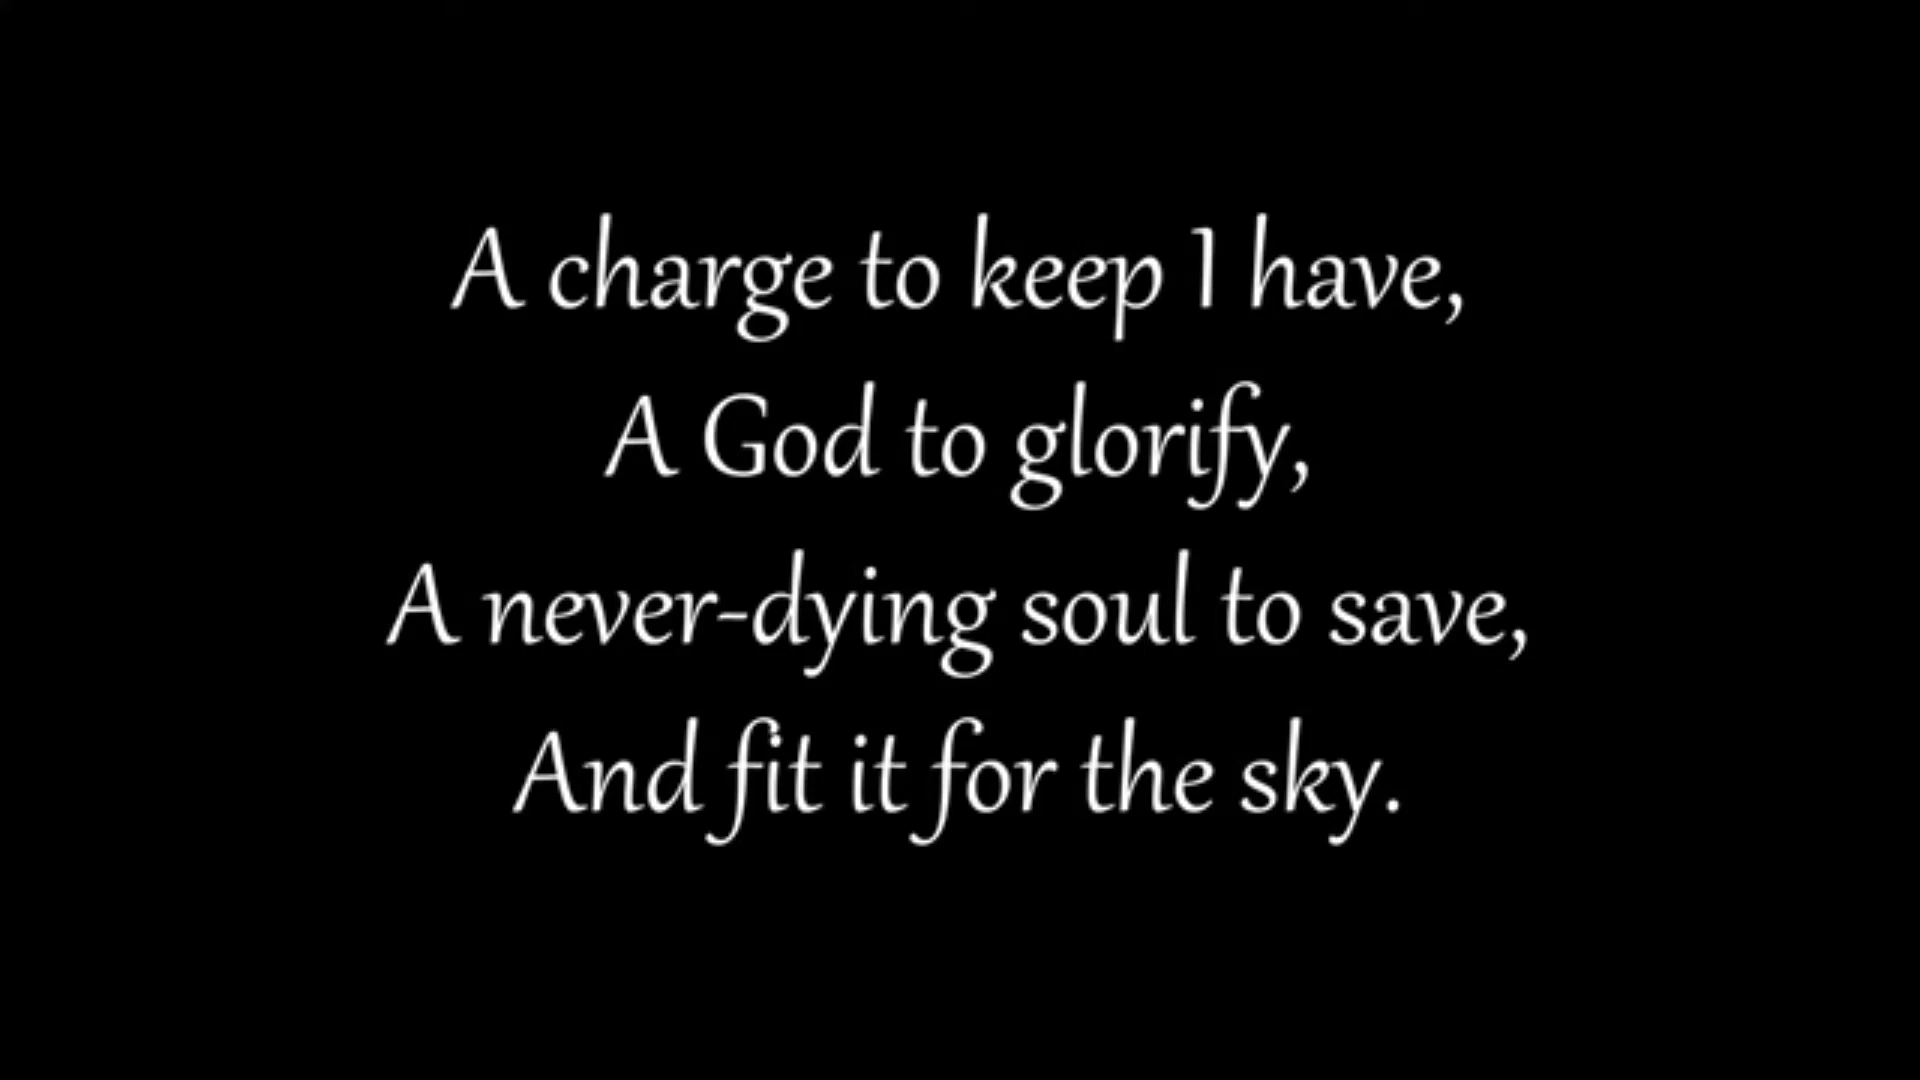 A charge to keep I have,
A God to glorify,
A never-dying soul to save,
And fit it for the sky.